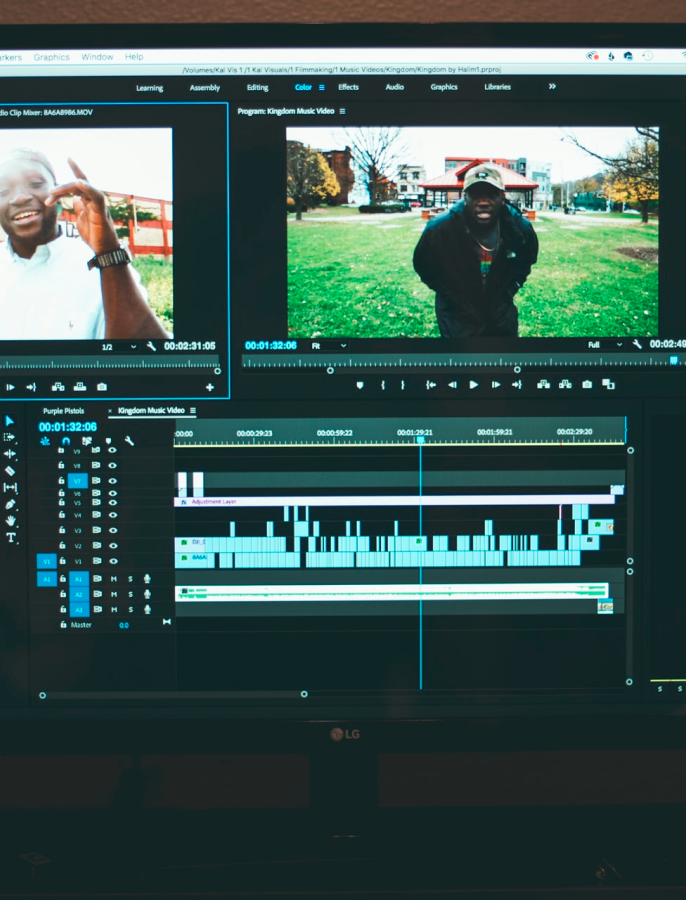 rkers Graphics Window Help
/Volumes/Kal Vis 1 /1 Kal Visuals/1 Filmmaking/1 Music Videos/Kingdom/Kingdom by Halim1.prproj
Learning Assembly Editing Color Effects Audio Graphics Libraries
dio Clip Mixer: 8A6A8986.MOV
Program: Kingdom Music Video
1/2 00:02:31:05
00:01:32:06 Fit Full 00:02:49
Purple Pistols × Kingdom Music Video
00:01:32:06
:00:00 00:00:29:23 00:00:59:22 00:01:29:21 00:01:59:21 00:02:29:20
V9
V8
V7
V6
V5 Adjustment Layer
V4
V3
V2
V1 V1 8A6A
A1 A1 M S
A2 M S
A3 M S
Master 0.0
S S
LG